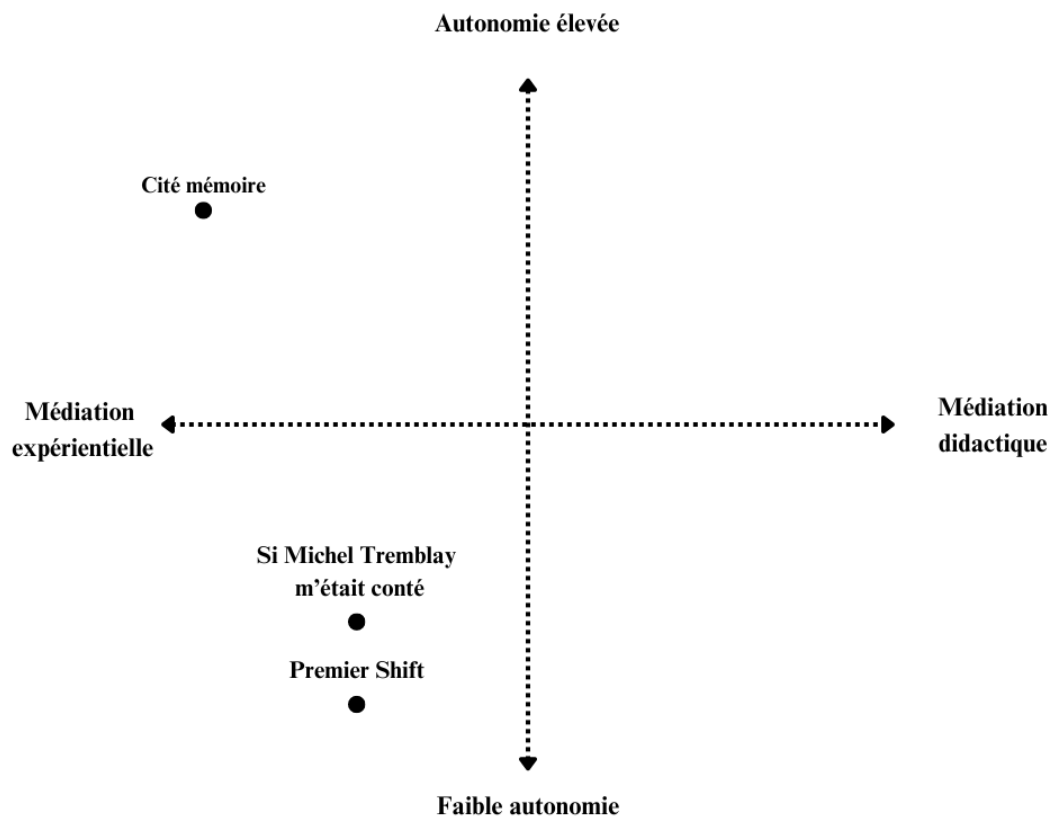 Autonomie élevée
Cité mémoire
Médiation
expérientielle
Médiation
didactique
Si Michel Tremblay
m'était conté
Premier Shift
Faible autonomie